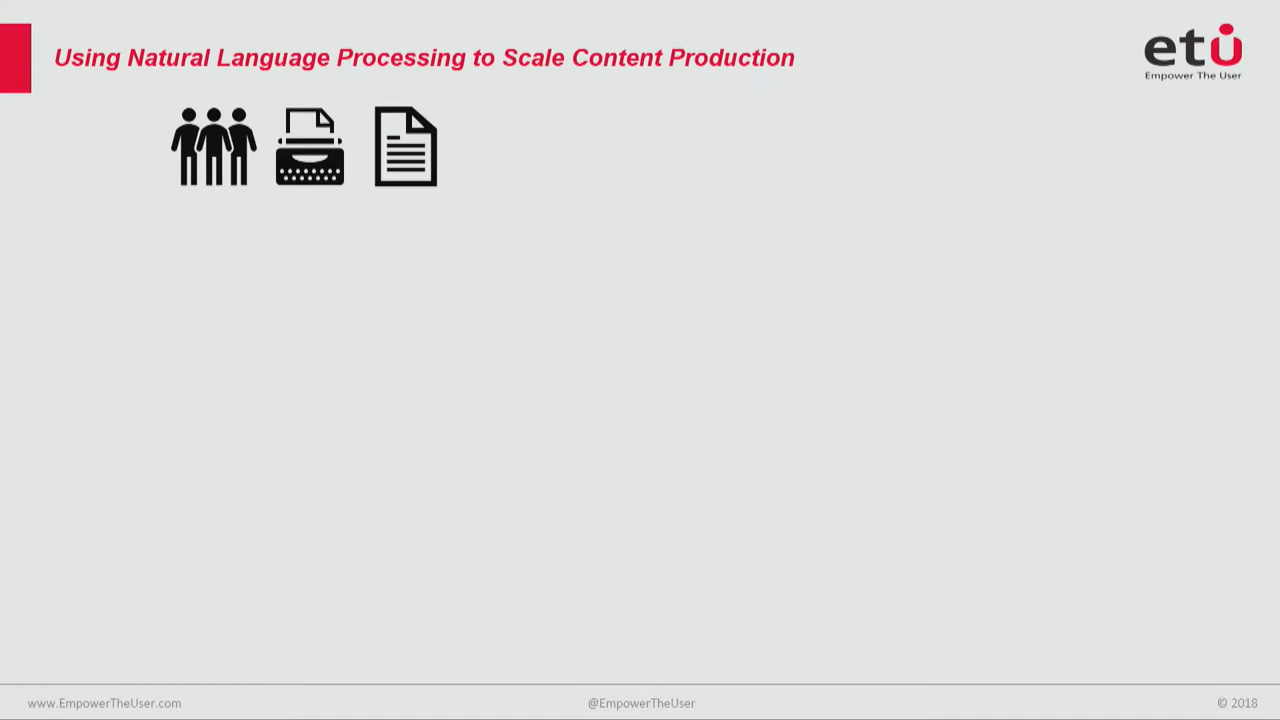 Using Natural Language Processing to Scale Content Production
etu
Empower The User
www.EmpowerTheUser.com
@EmpowerTheUser
© 2018